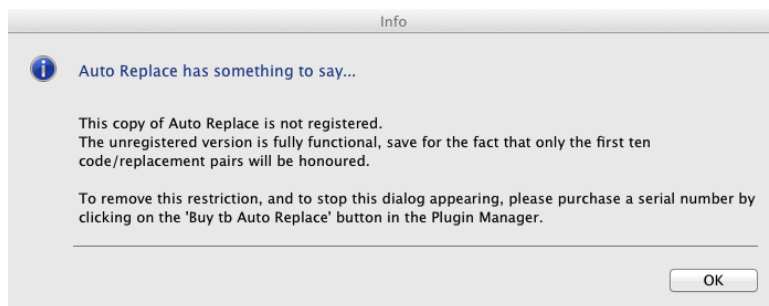 Info
Auto Replace has something to say...
This copy of Auto Replace is not registered.
The unregistered version is fully functional, save for the fact that only the first ten
code/replacement pairs will be honoured.
To remove this restriction, and to stop this dialog appearing, please purchase a serial number by
clicking on the 'Buy tb Auto Replace' button in the Plugin Manager.
OK